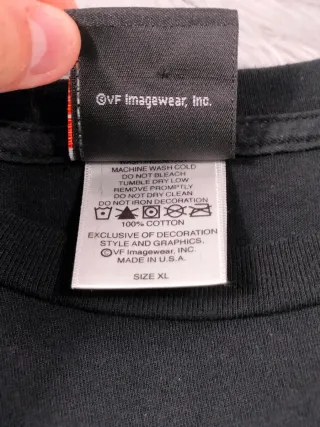 ©VF Imagewear, Inc.
MACHINE WASH COLD
DO NOT BLEACH
TUMBLE DRY LOW
REMOVE PROMPTLY
DO NOT DRY CLEAN
DO NOT IRON DECORATION
100% COTTON
EXCLUSIVE OF DECORATION
STYLE AND GRAPHICS.
©VF Imagewear, INC
MADE IN U.S.A.
SIZE XL